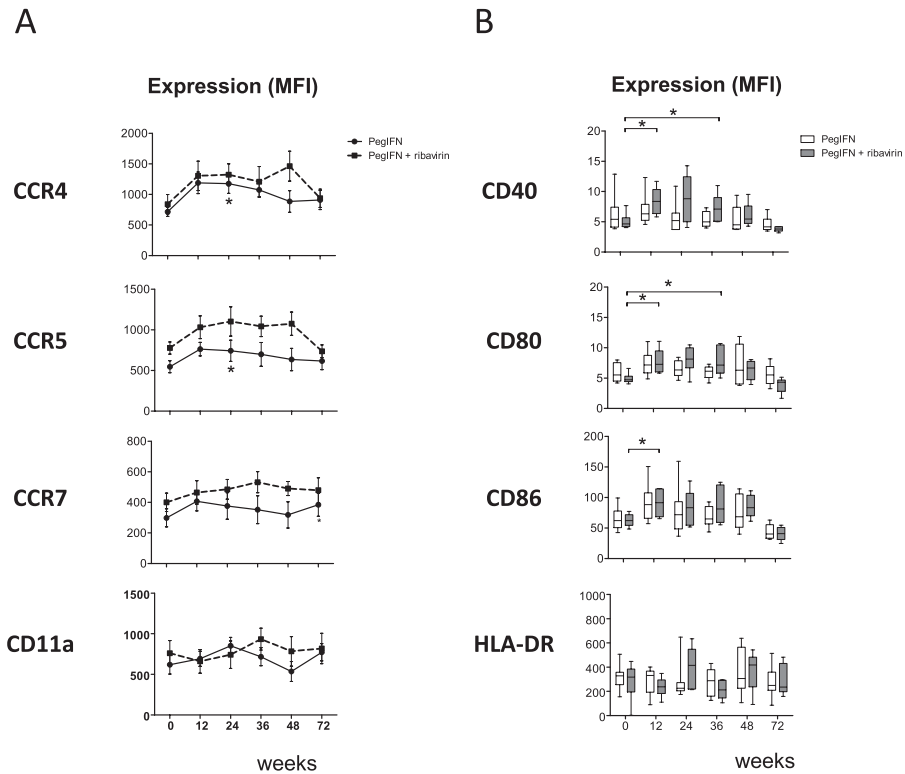 A
Expression (MFI)
PegIFN
PegIFN + ribavirin
CCR4
2000
1500
1000
500
0
*
CCR5
1500
1000
500
0
*
CCR7
800
600
400
200
0
*
CD11a
1500
1000
500
0
0 12 24 36 48 72
weeks
B
Expression (MFI)
PegIFN
PegIFN + ribavirin
CD40
20
15
10
5
0
*
*
CD80
20
15
10
5
0
*
*
CD86
200
150
100
50
0
*
HLA-DR
1000
800
600
400
200
0
0 12 24 36 48 72
weeks